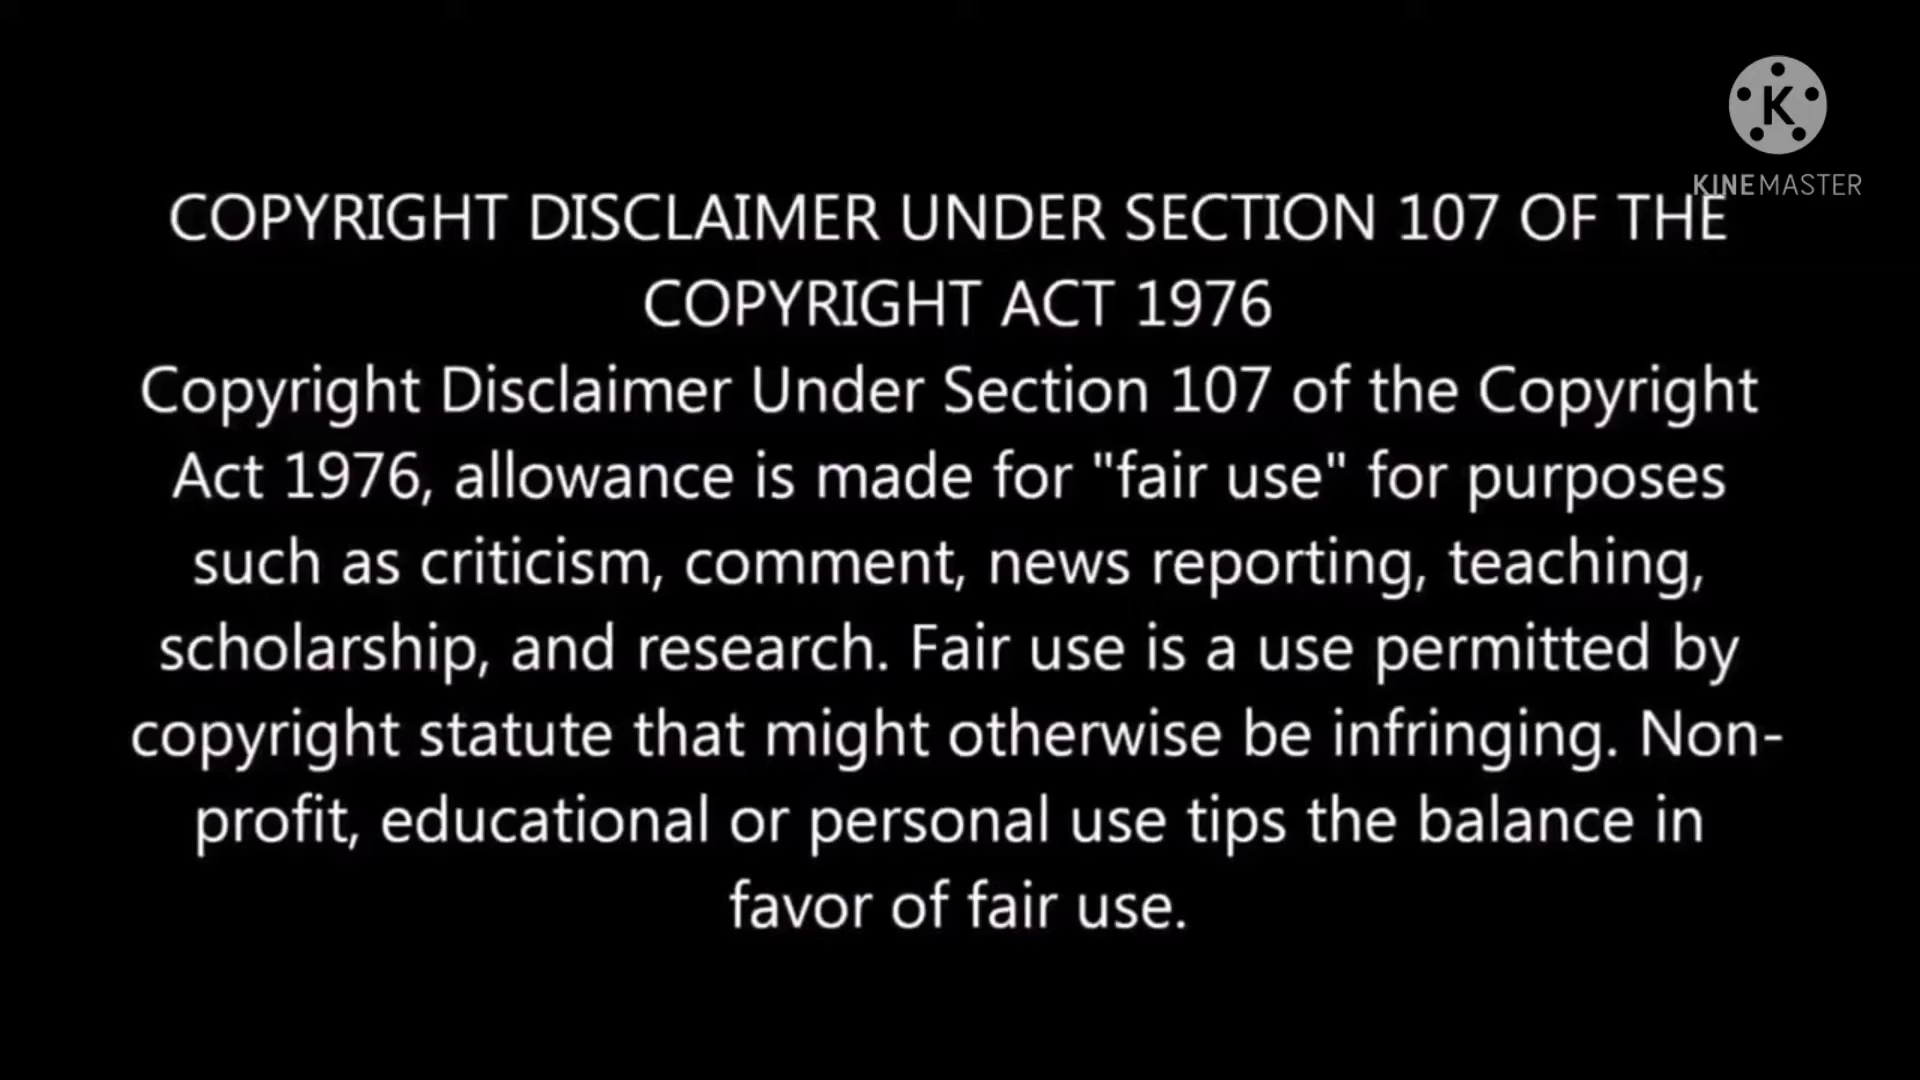 K
KINEMASTER
COPYRIGHT DISCLAIMER UNDER SECTION 107 OF THE
COPYRIGHT ACT 1976
Copyright Disclaimer Under Section 107 of the Copyright
Act 1976, allowance is made for "fair use" for purposes
such as criticism, comment, news reporting, teaching,
scholarship, and research. Fair use is a use permitted by
copyright statute that might otherwise be infringing. Non-
profit, educational or personal use tips the balance in
favor of fair use.